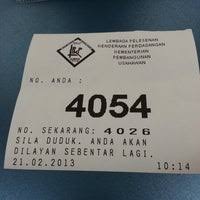 LEMBAGA PELESENAN
KENDERAAN PERDAGANGAN
KEMENTERIAN
PEMBANGUNAN
USAHAWAN
NO. ANDA :
4054
NO. SEKARANG: 4026
SILA DUDUK. ANDA AKAN
DILAYAN SEBENTAR LAGI.
21.02.2013 10:14